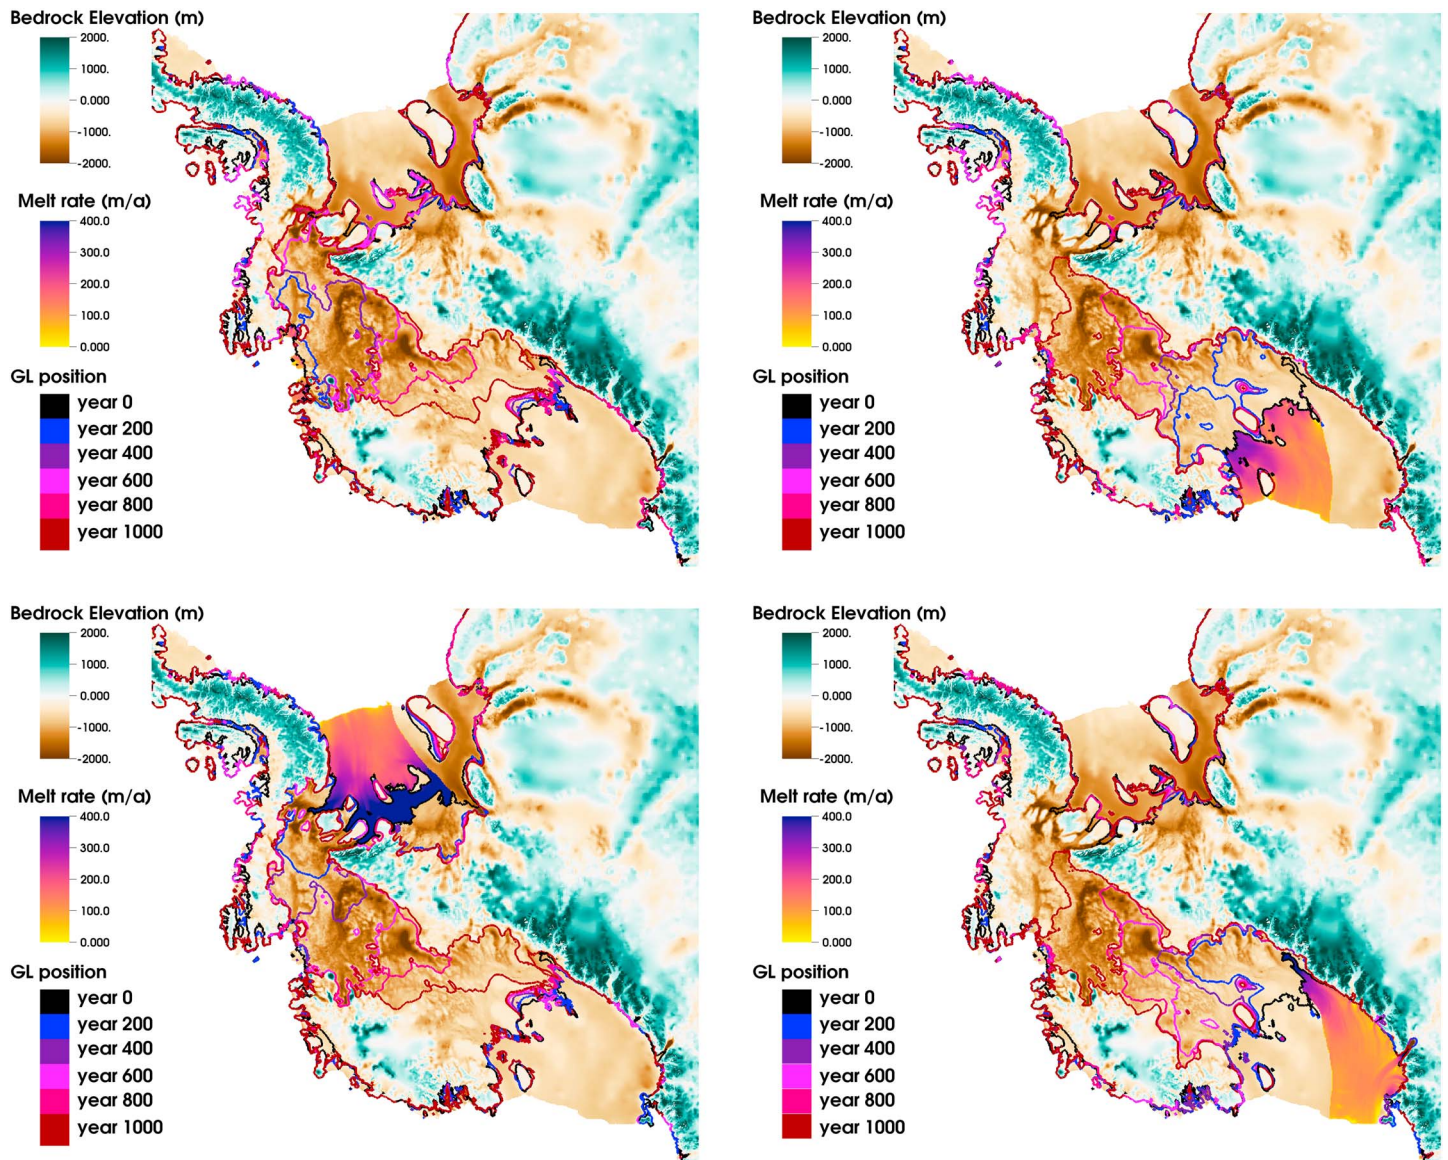 Bedrock Elevation (m)
2000.
1000.
0.000
-1000.
-2000.
Melt rate (m/a)
400.0
300.0
200.0
100.0
0.000
GL position
year 0
year 200
year 400
year 600
year 800
year 1000
Bedrock Elevation (m)
2000.
1000.
0.000
-1000.
-2000.
Melt rate (m/a)
400.0
300.0
200.0
100.0
0.000
GL position
year 0
year 200
year 400
year 600
year 800
year 1000
Bedrock Elevation (m)
2000.
1000.
0.000
-1000.
-2000.
Melt rate (m/a)
400.0
300.0
200.0
100.0
0.000
GL position
year 0
year 200
year 400
year 600
year 800
year 1000
Bedrock Elevation (m)
2000.
1000.
0.000
-1000.
-2000.
Melt rate (m/a)
400.0
300.0
200.0
100.0
0.000
GL position
year 0
year 200
year 400
year 600
year 800
year 1000